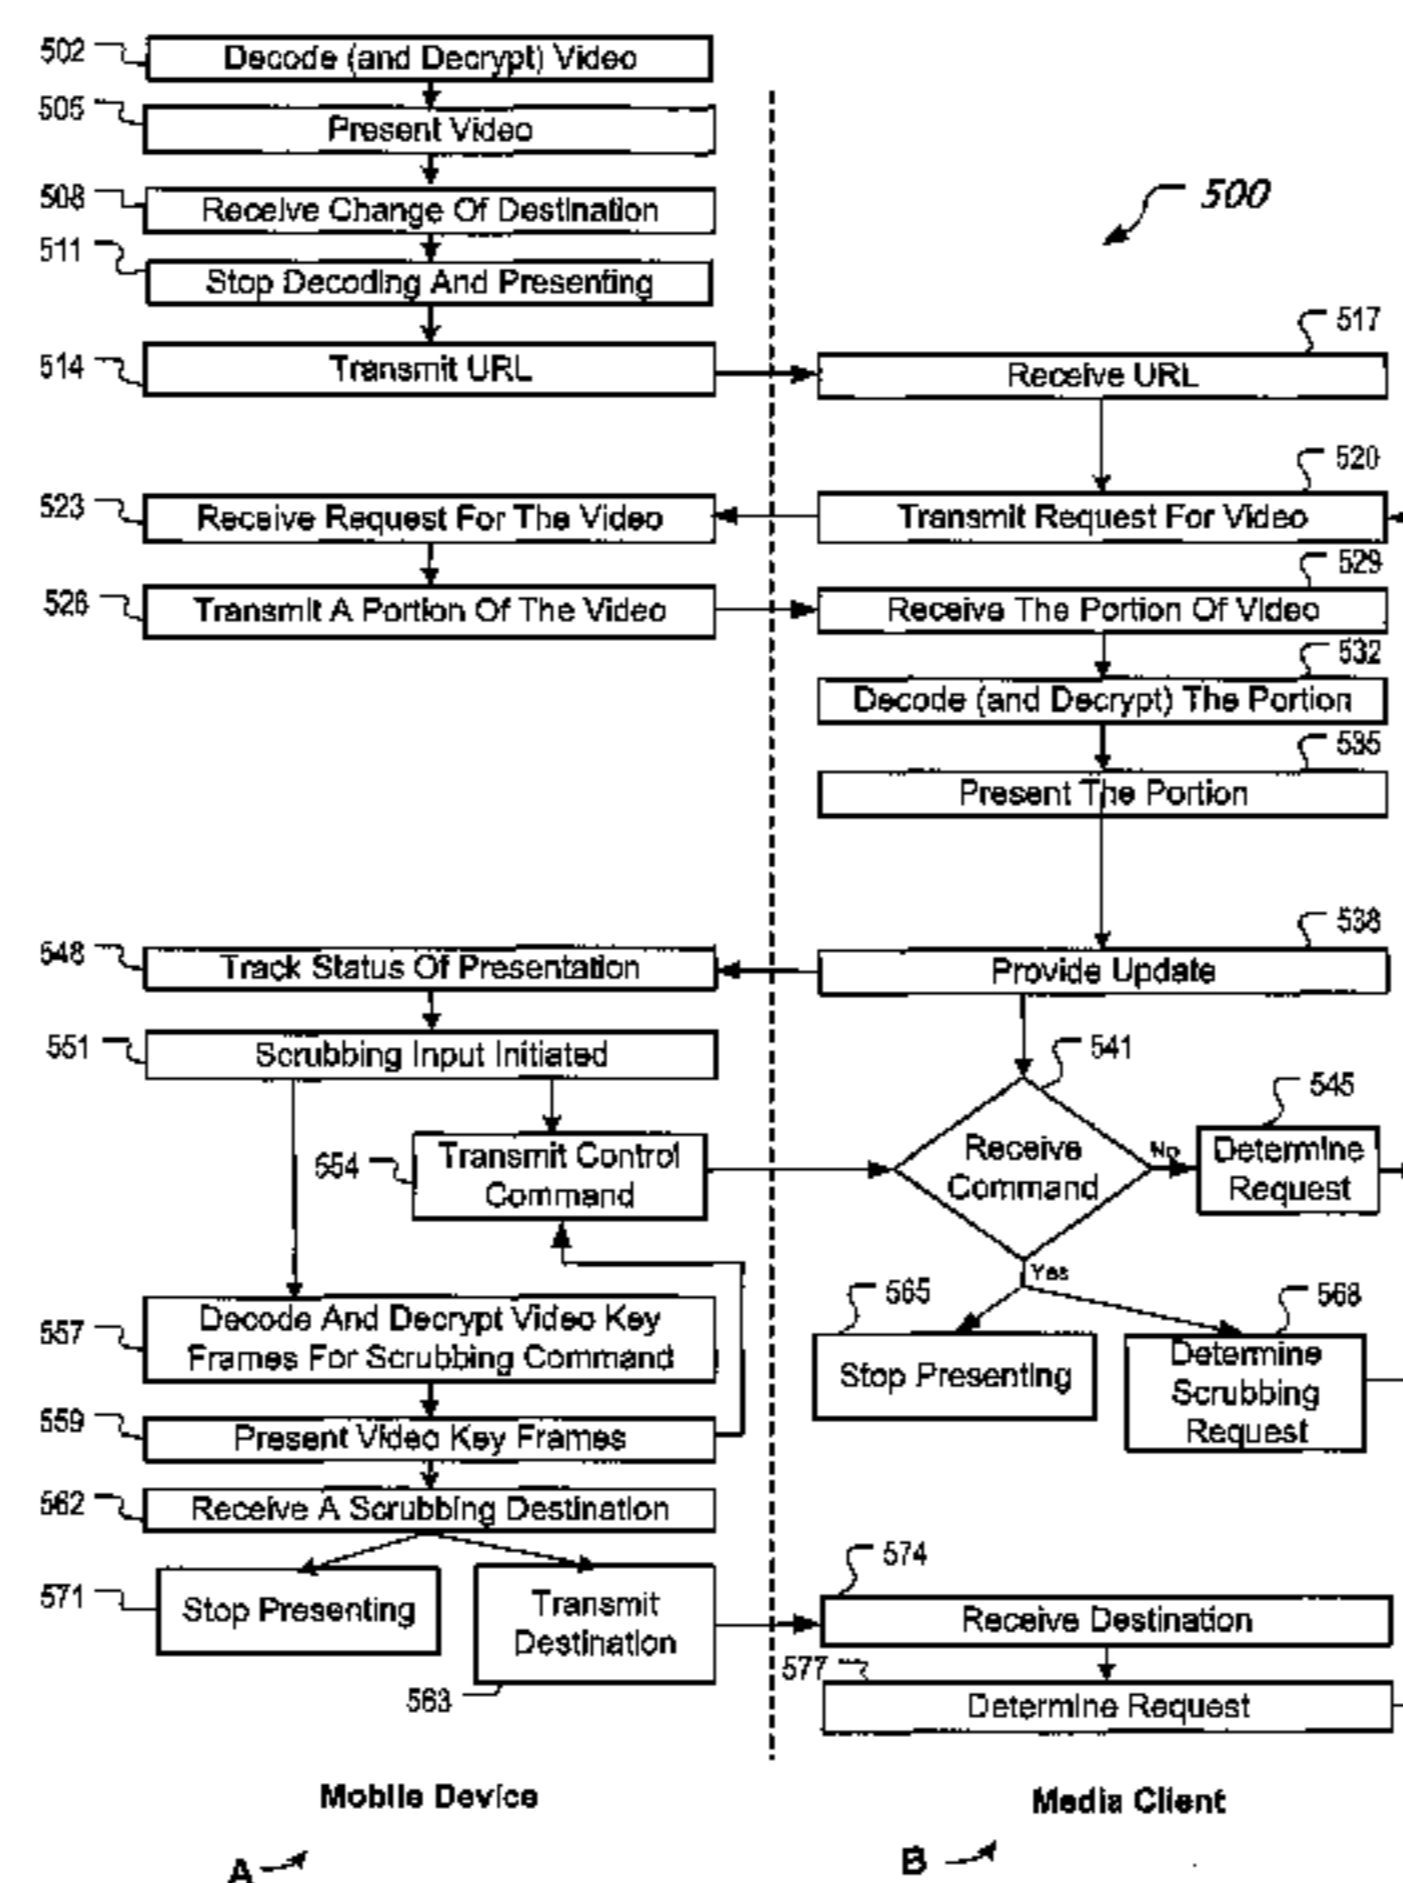 502
Decode (and Decrypt) Video
505
Present Video
508
Receive Change Of Destination
500
511
Stop Decoding And Presenting
517
514
Transmit URL
Receive URL
520
523
Receive Request For The Video
Transmit Request For Video
529
526
Transmit A Portion Of The Video
Receive The Portion Of Video
532
Decode (and Decrypt) The Portion
535
Present The Portion
538
548
Track Status Of Presentation
Provide Update
551
Scrubbing Input Initiated
541
545
554
Transmit Control
Command
Receive
Command
No
Determine
Request
Yes
565
568
557
Decode And Decrypt Video Key
Frames For Scrubbing Command
Stop Presenting
Determine
Scrubbing
Request
559
Present Video Key Frames
562
Receive A Scrubbing Destination
574
571
Stop Presenting
Transmit
Destination
Receive Destination
577
563
Determine Request
Mobile Device
Media Client
A
B